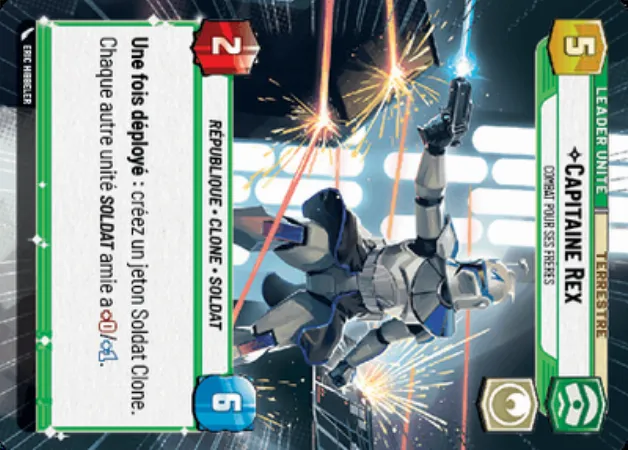 5
LEADER UNITÉ
TERRESTRE
CAPITAINE REX
COMBAT POUR SES FRÈRES
2
6
RÉPUBLIQUE • CLONE • SOLDAT
Une fois déployé : créez un jeton Soldat Clone.
Chaque autre unité SOLDAT amie a +0/+1.
ERIC HIBBELER